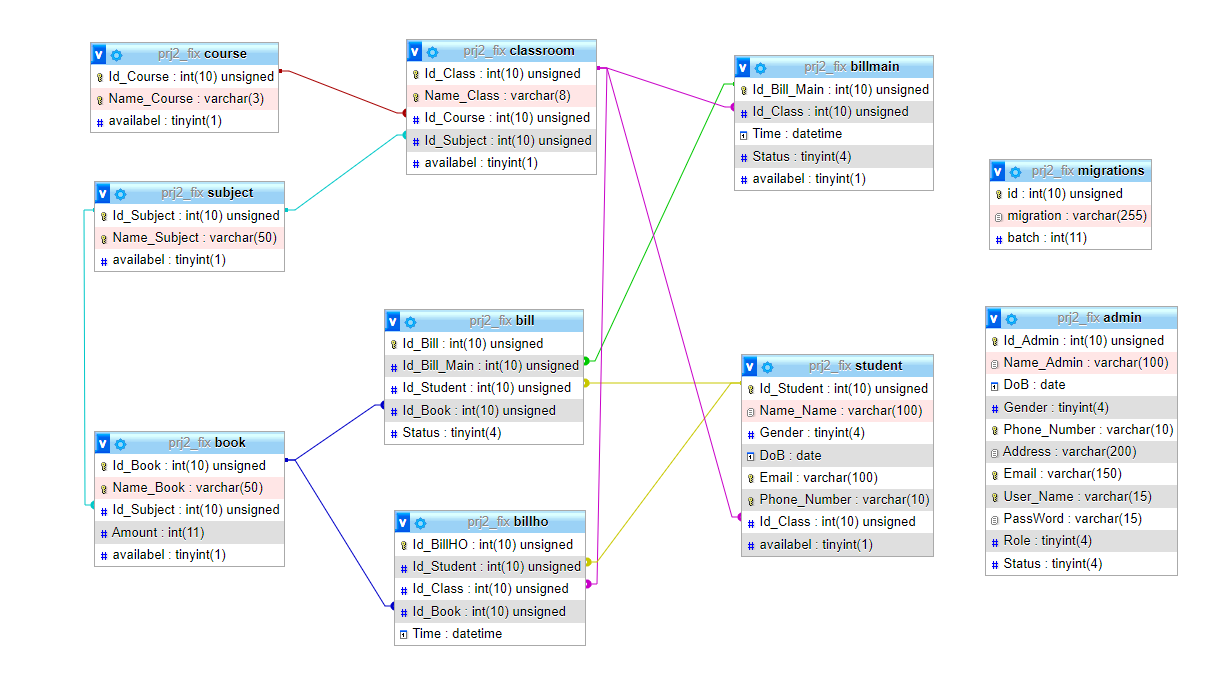 prj2_fix course
Id_Course : int(10) unsigned
Name_Course : varchar(3)
availabel : tinyint(1)
prj2_fix classroom
Id_Class : int(10) unsigned
Name_Class : varchar(8)
Id_Course : int(10) unsigned
Id_Subject : int(10) unsigned
availabel : tinyint(1)
prj2_fix billmain
Id_Bill_Main : int(10) unsigned
Id_Class : int(10) unsigned
Time : datetime
Status : tinyint(4)
availabel : tinyint(1)
prj2_fix migrations
id : int(10) unsigned
migration : varchar(255)
batch : int(11)
prj2_fix subject
Id_Subject : int(10) unsigned
Name_Subject : varchar(50)
availabel : tinyint(1)
prj2_fix bill
Id_Bill : int(10) unsigned
Id_Bill_Main : int(10) unsigned
Id_Student : int(10) unsigned
Id_Book : int(10) unsigned
Status : tinyint(4)
prj2_fix student
Id_Student : int(10) unsigned
Name_Name : varchar(100)
Gender : tinyint(4)
DoB : date
Email : varchar(100)
Phone_Number : varchar(10)
Id_Class : int(10) unsigned
availabel : tinyint(1)
prj2_fix admin
Id_Admin : int(10) unsigned
Name_Admin : varchar(100)
DoB : date
Gender : tinyint(4)
Phone_Number : varchar(10)
Address : varchar(200)
Email : varchar(150)
User_Name : varchar(15)
PassWord : varchar(15)
Role : tinyint(4)
Status : tinyint(4)
prj2_fix book
Id_Book : int(10) unsigned
Name_Book : varchar(50)
Id_Subject : int(10) unsigned
Amount : int(11)
availabel : tinyint(1)
prj2_fix billho
Id_BillHO : int(10) unsigned
Id_Student : int(10) unsigned
Id_Class : int(10) unsigned
Id_Book : int(10) unsigned
Time : datetime